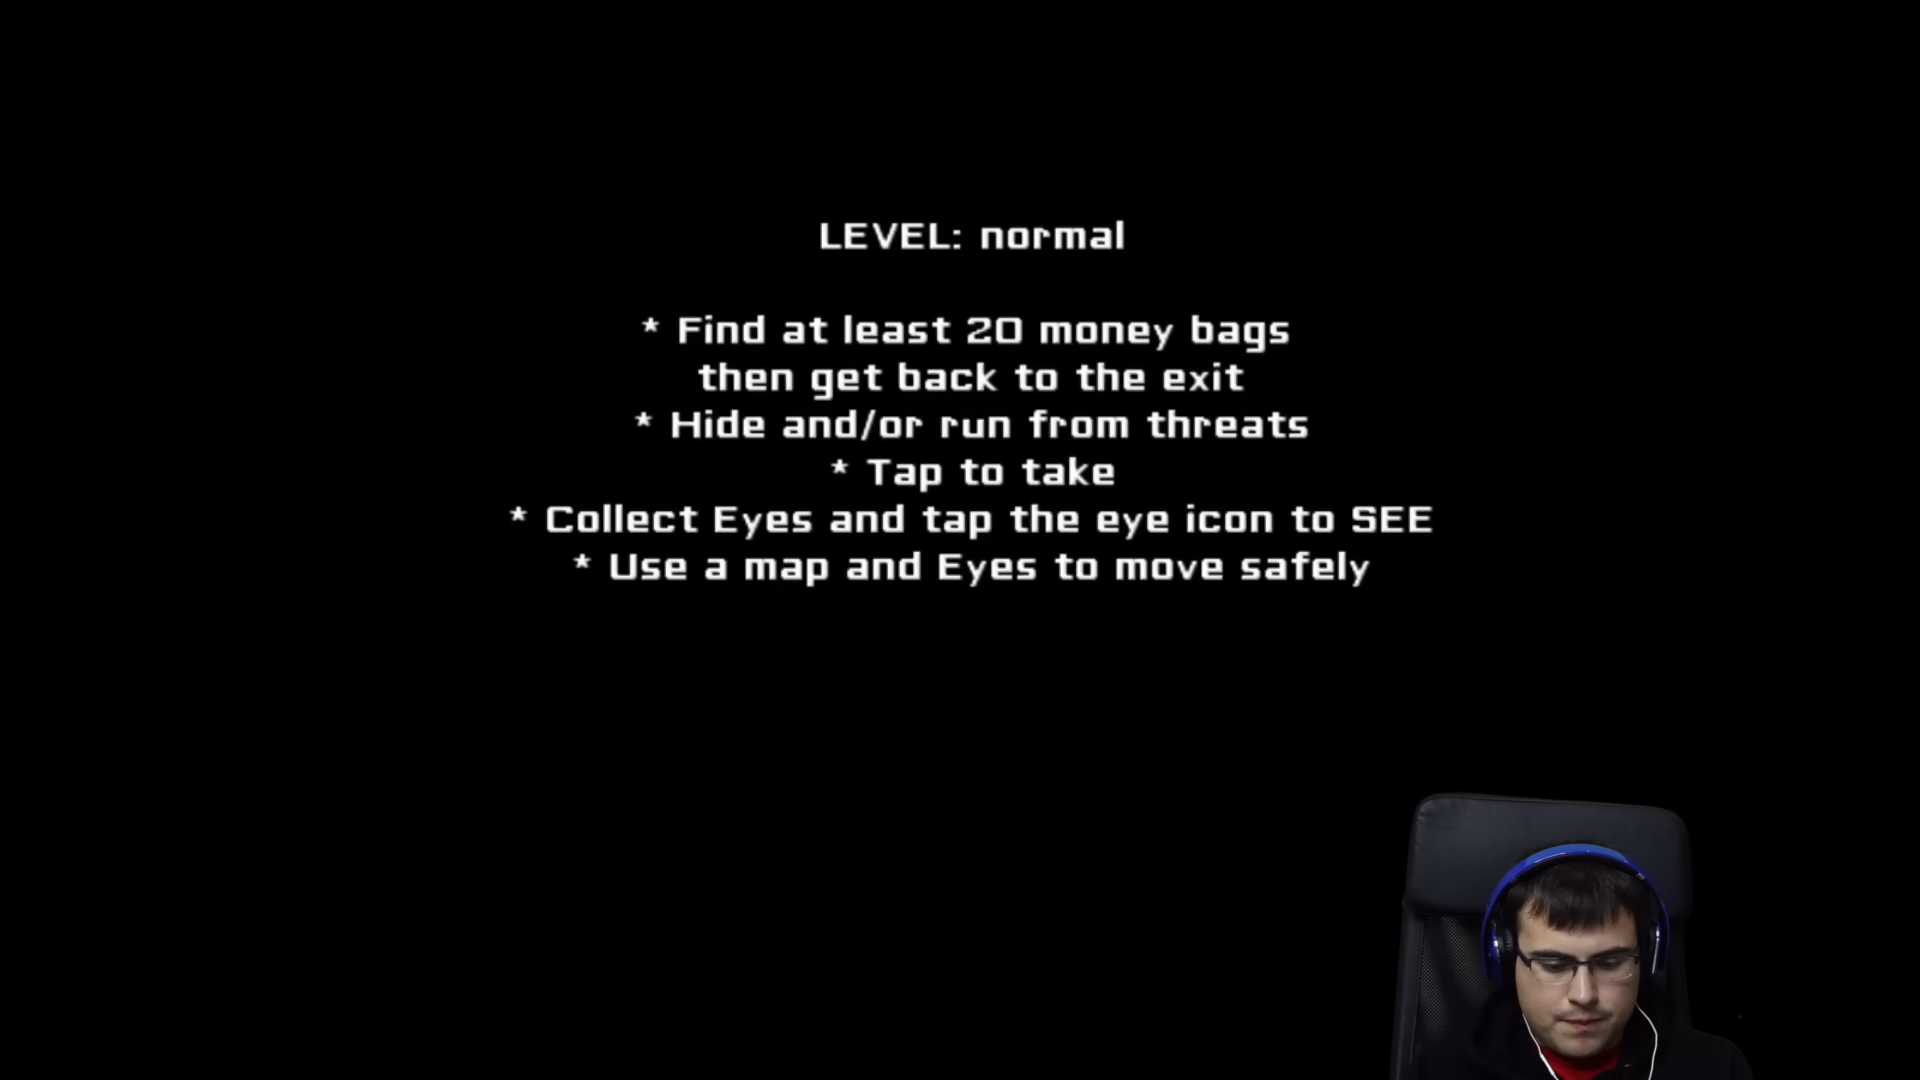 LEVEL: normal
* Find at least 20 money bags
then get back to the exit
* Hide and/or run from threats
* Tap to take
* Collect Eyes and tap the eye icon to SEE
* Use a map and Eyes to move safely